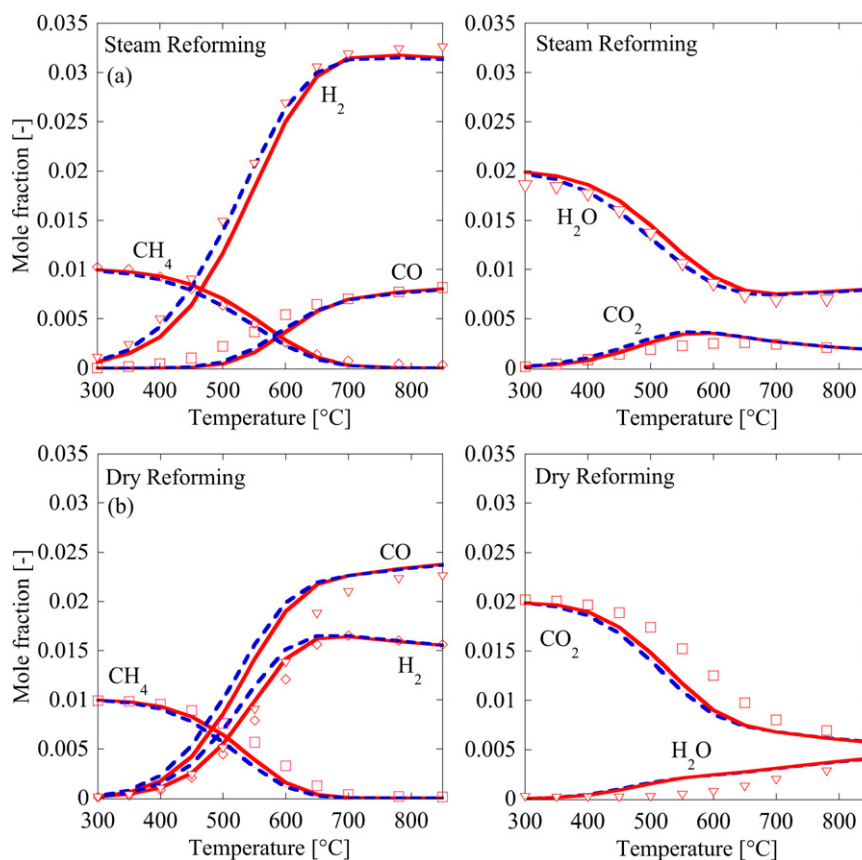 Steam Reforming
(a)
H₂
CH₄
CO
Mole fraction [-]
0.035
0.03
0.025
0.02
0.015
0.01
0.005
0
300 400 500 600 700 800
Temperature [°C]
Steam Reforming
H₂O
CO₂
0.035
0.03
0.025
0.02
0.015
0.01
0.005
0
300 400 500 600 700 800
Temperature [°C]
Dry Reforming
(b)
CO
H₂
CH₄
Mole fraction [-]
0.035
0.03
0.025
0.02
0.015
0.01
0.005
0
300 400 500 600 700 800
Temperature [°C]
Dry Reforming
CO₂
H₂O
0.035
0.03
0.025
0.02
0.015
0.01
0.005
0
300 400 500 600 700 800
Temperature [°C]